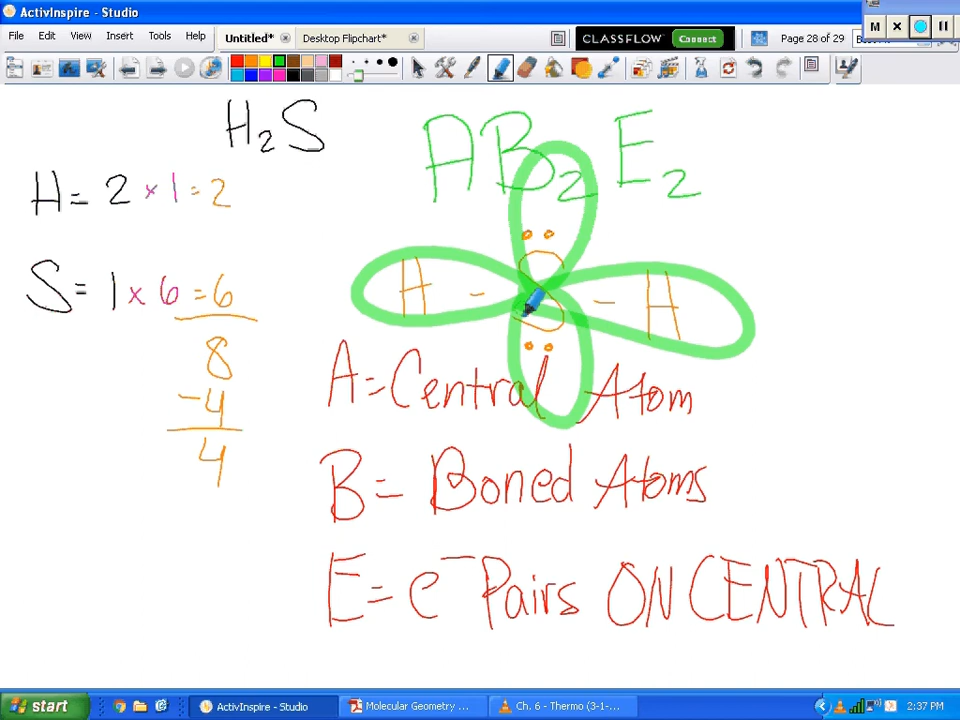 ActivInspire - Studio
File Edit View Insert Tools Help
Untitled* Desktop Flipchart*
CLASSFLOW Connect
Page 28 of 29
H2S
AB2E2
H = 2 x 1 = 2
S = 1 x 6 = 6
8
-4
4
H - S - H
A = Central Atom
B = Boned Atoms
E = e⁻ Pairs ON CENTRAL
start ActivInspire - Studio Molecular Geometry ... Ch. 6 - Thermo (3-1-... 2:37 PM